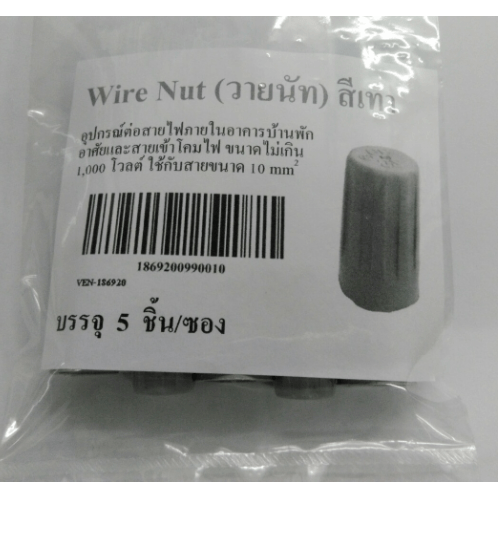 Wire Nut (วายนัท) สีเทา
อุปกรณ์ต่อสายไฟภายในอาคารบ้านพัก
อาศัยและสายเข้าโคมไฟ ขนาดไม่เกิน
1,000 โวลต์ ใช้กับสายขนาด 10 mm²
1869200990010
VEN-186920
บรรจุ 5 ชิ้น/ซอง